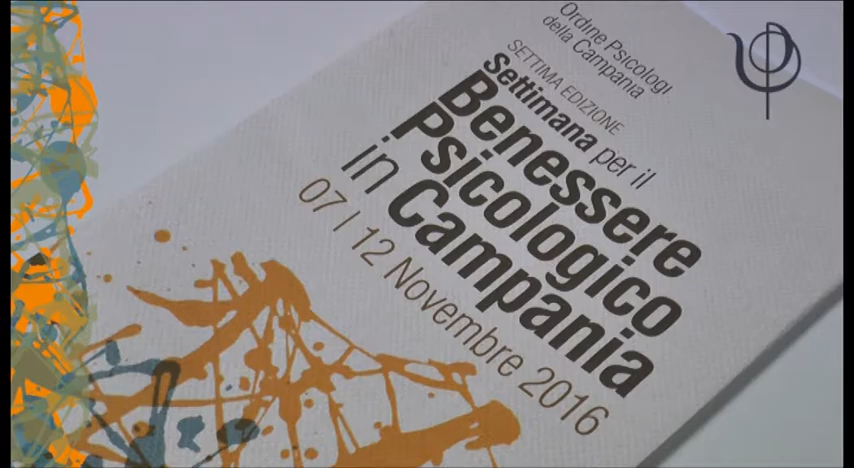 Ordine Psicologi
della Campania
SETTIMA EDIZIONE
Settimana per il
Benessere
Psicologico
in Campania
07 | 12 Novembre 2016